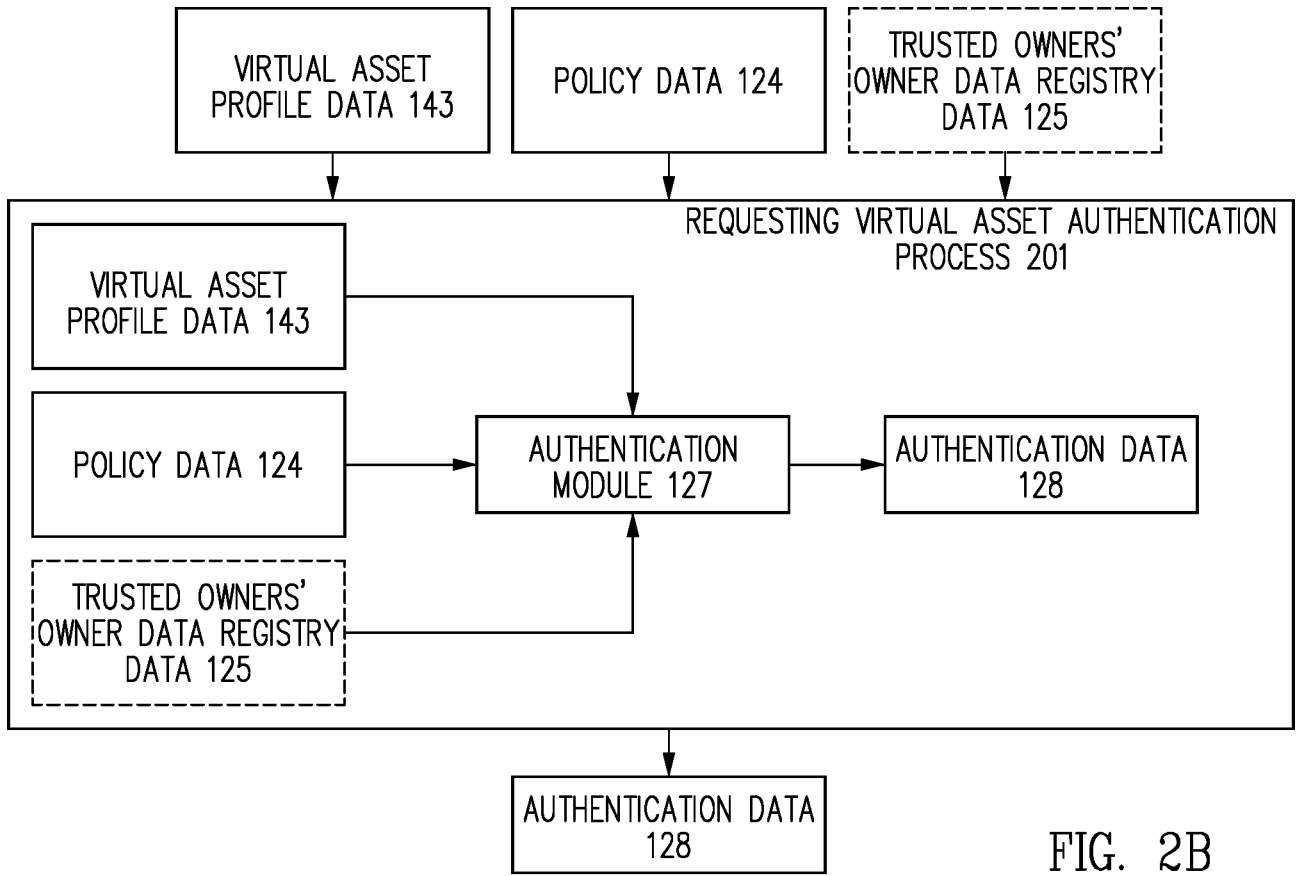 VIRTUAL ASSET
PROFILE DATA 143
POLICY DATA 124
TRUSTED OWNERS'
OWNER DATA REGISTRY
DATA 125
REQUESTING VIRTUAL ASSET AUTHENTICATION
PROCESS 201
VIRTUAL ASSET
PROFILE DATA 143
POLICY DATA 124
TRUSTED OWNERS'
OWNER DATA REGISTRY
DATA 125
AUTHENTICATION
MODULE 127
AUTHENTICATION DATA
128
AUTHENTICATION DATA
128
FIG. 2B